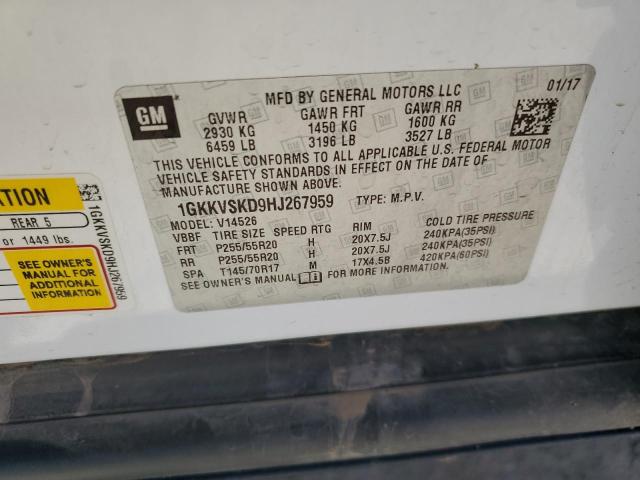 GM
MFD BY GENERAL MOTORS LLC
01/17
GVWR GAWR FRT GAWR RR
2930 KG 1450 KG 1600 KG
6459 LB 3196 LB 3527 LB
THIS VEHICLE CONFORMS TO ALL APPLICABLE U.S. FEDERAL MOTOR
VEHICLE SAFETY STANDARDS IN EFFECT ON THE DATE OF
MANUFACTURE SHOWN ABOVE.
1GKKVSKD9HJ267959 TYPE: M.P.V.
MODEL: V14526
VBBF TIRE SIZE SPEED RTG RIM COLD TIRE PRESSURE
FRT P255/55R20 H 20X7.5J 240KPA(35PSI)
RR P255/55R20 H 20X7.5J 240KPA(35PSI)
SPA T145/70R17 M 17X4.5B 420KPA(60PSI)
SEE OWNER'S MANUAL FOR MORE INFORMATION.
ATION
REAR 5
or 1449 lbs.
SEE OWNER'S
MANUAL FOR
ADDITIONAL
INFORMATION
1GKKVSKD9HJ267959